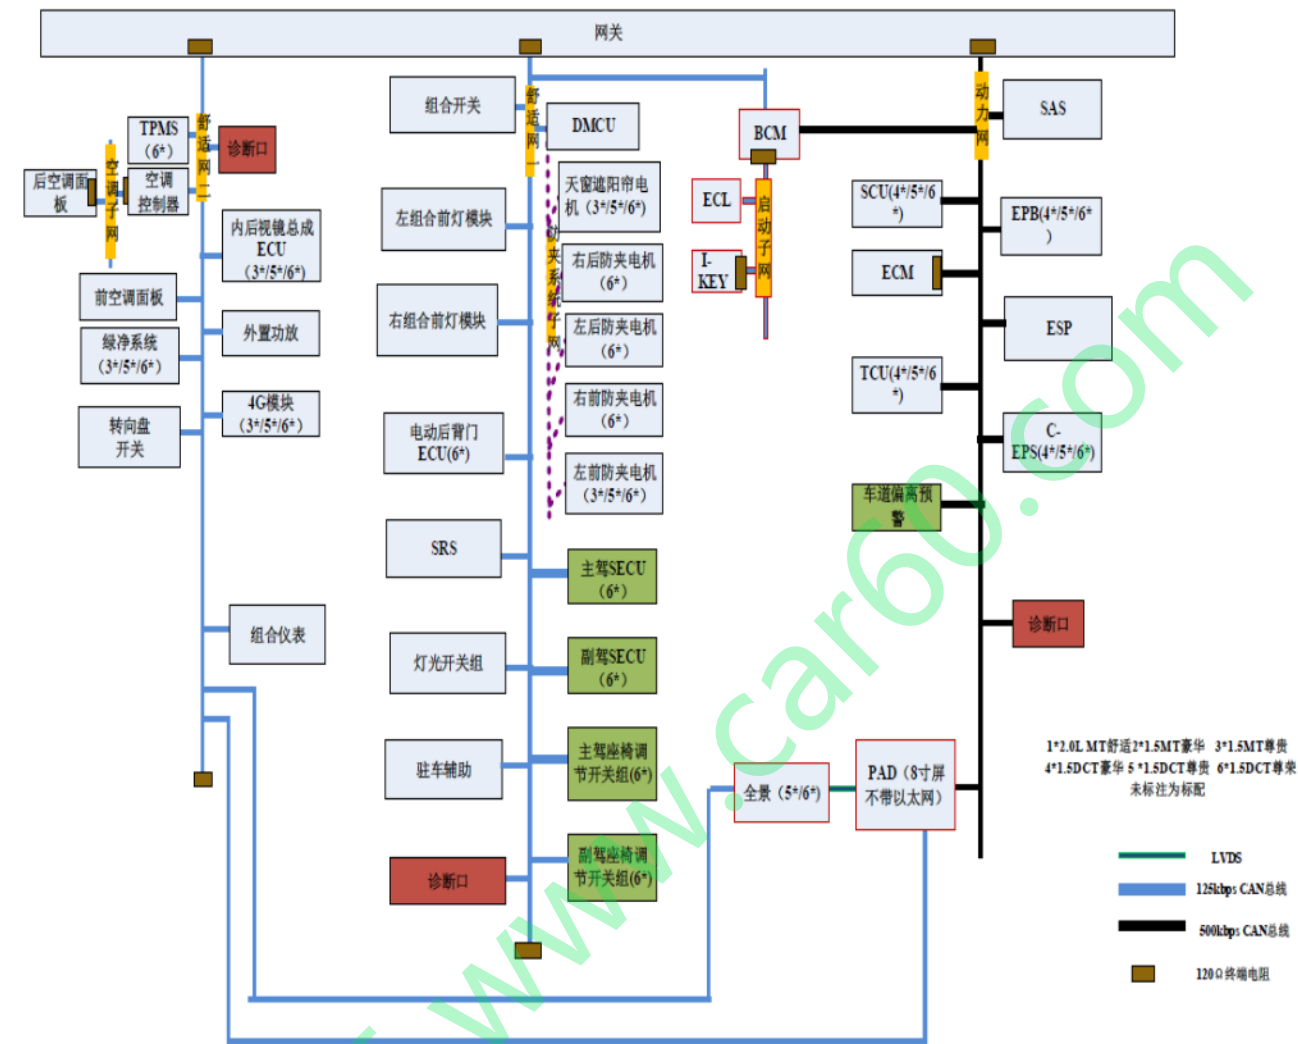 网关
组合开关
舒适网一
DMCU
BCM
动力网
SAS
TPMS
(6*)
舒适网二
诊断口
空调子网
后空调面
板
空调
控制器
天窗遮阳帘电
机（3*/5*/6*)
ECL
启动子网
SCU(4*/5*/6
*)
EPB(4*/5*/6*
)
左组合前灯模块
内后视镜总成
ECU
（3*/5*/6*)
防夹系统子网
右后防夹电机
（6*）
I-
KEY
ECM
前空调面板
右组合前灯模块
外置功放
左后防夹电机
（6*）
ESP
绿净系统
（3*/5*/6*）
TCU(4*/5*/6
*)
4G模块
（3*/5*/6*）
右前防夹电机
（6*）
转向盘
开关
电动后背门
ECU(6*)
C-
EPS(4*/5*/6*)
左前防夹电机
（3*/5*/6*）
车道偏离预
警
SRS
主驾SECU
（6*）
组合仪表
诊断口
灯光开关组
副驾SECU
（6*）
驻车辅助
主驾座椅调
节开关组(6*)
全景（5*/6*)
PAD（8寸屏
不带以太网）
诊断口
副驾座椅调
节开关组(6*)
1*2.0L MT舒适2*1.5MT豪华 3*1.5MT尊贵
4*1.5DCT豪华 5 *1.5DCT尊贵 6*1.5DCT尊荣
未标注为标配
LVDS
125kbps CAN总线
500kbps CAN总线
120Ω终端电阻
www.car60.com